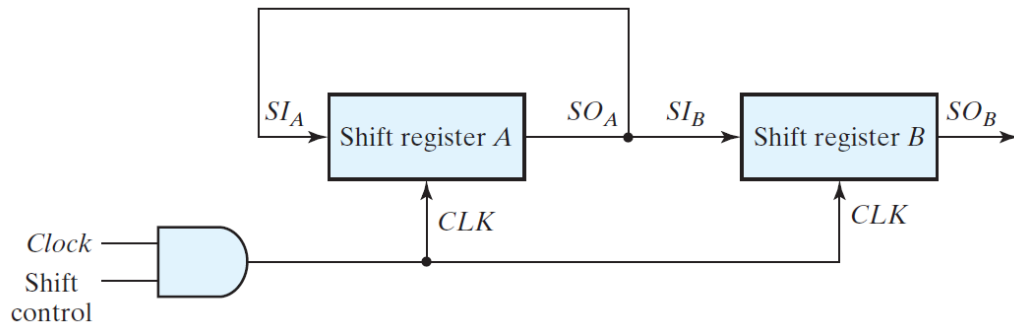 SI_A
Shift register A
SO_A
SI_B
Shift register B
SO_B
CLK
CLK
Clock
Shift
control